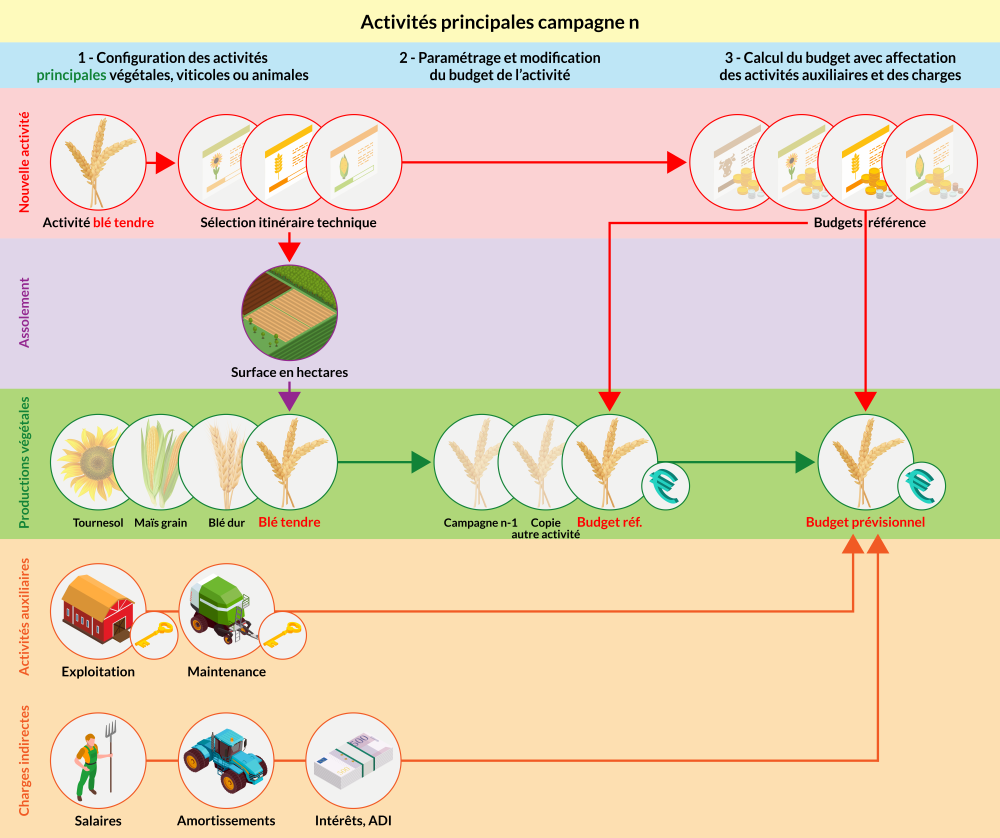 Activités principales campagne n
1 - Configuration des activités
principales végétales, viticoles ou animales
2 - Paramétrage et modification
du budget de l'activité
3 - Calcul du budget avec affectation
des activités auxiliaires et des charges
Nouvelle activité
Activité blé tendre
Sélection itinéraire technique
Budgets référence
Assolement
Surface en hectares
Productions végétales
Tournesol
Maïs grain
Blé dur
Blé tendre
Campagne n-1
Copie
autre activité
Budget réf.
Budget prévisionnel
Activités auxiliaires
Exploitation
Maintenance
Charges indirectes
Salaires
Amortissements
Intérêts, ADI